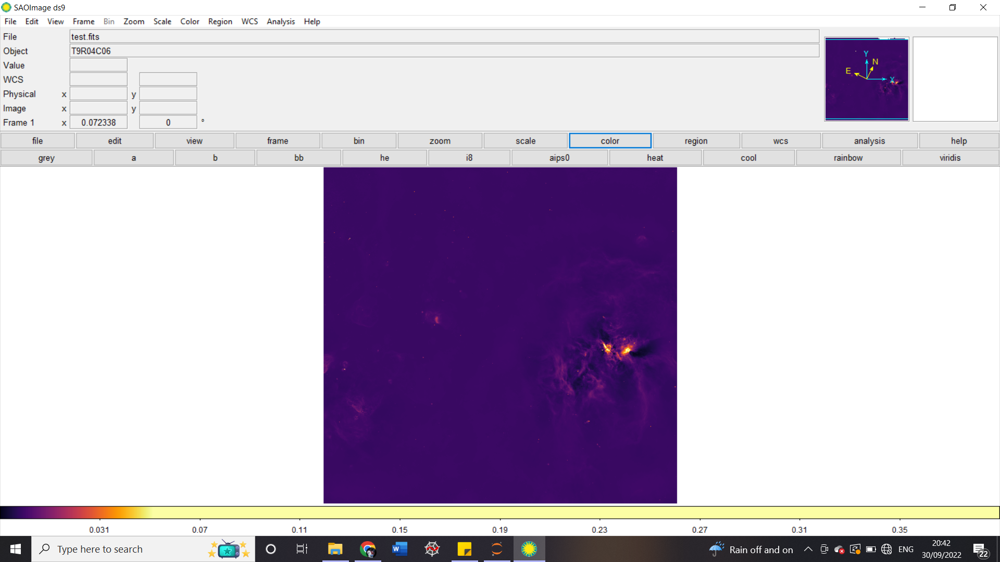 SAOImage ds9
File Edit View Frame Bin Zoom Scale Color Region WCS Analysis Help
File test.fits
Object T9R04C06
Value
WCS
Physical x y
Image x y
Frame 1 x 0.072338 0 °
Y
N
E
X
file edit view frame bin zoom scale color region wcs analysis help
grey a b bb he i8 aips0 heat cool rainbow viridis
0.031 0.07 0.11 0.15 0.19 0.23 0.27 0.31 0.35
Type here to search
W
Rain off and on
ENG
20:42
30/09/2022
22